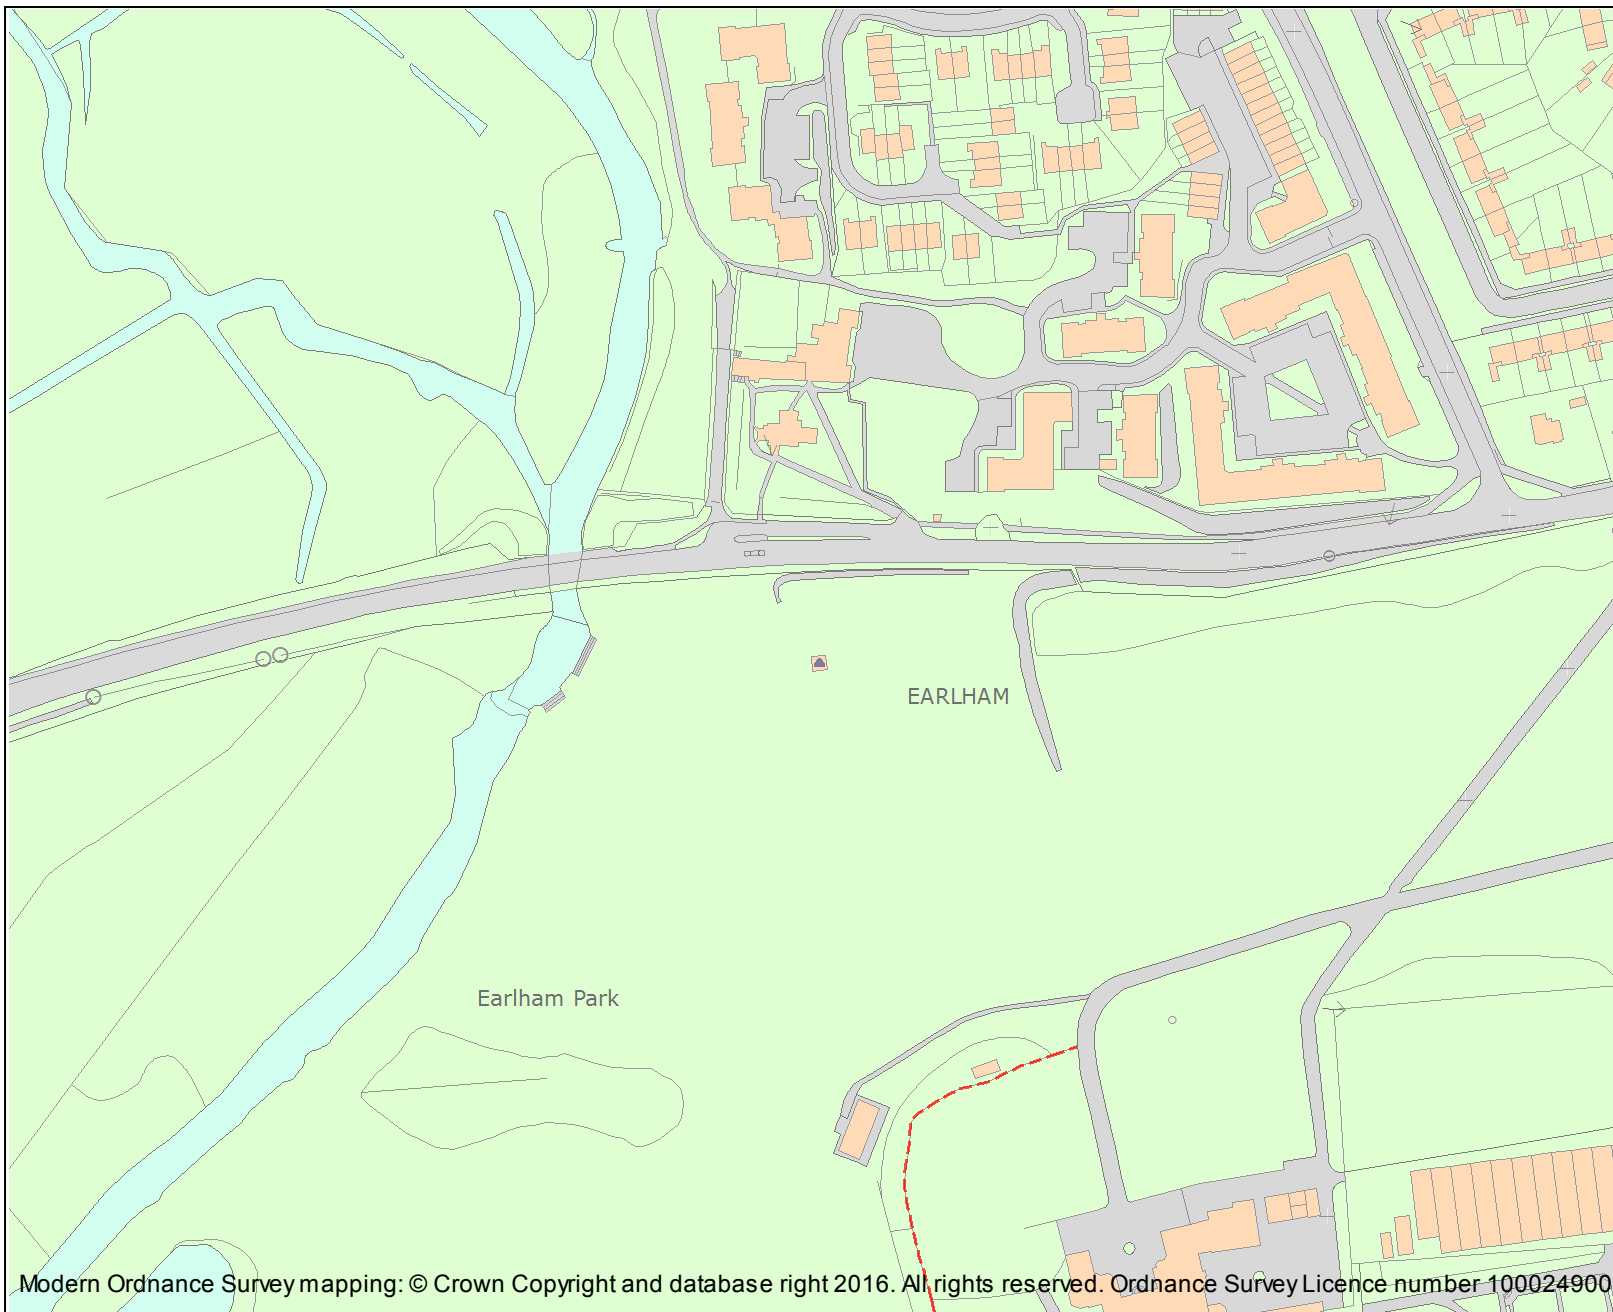 EARLHAM
Earlham Park
Modern Ordnance Survey mapping: © Crown Copyright and database right 2016. All rights reserved. Ordnance Survey Licence number 100024900